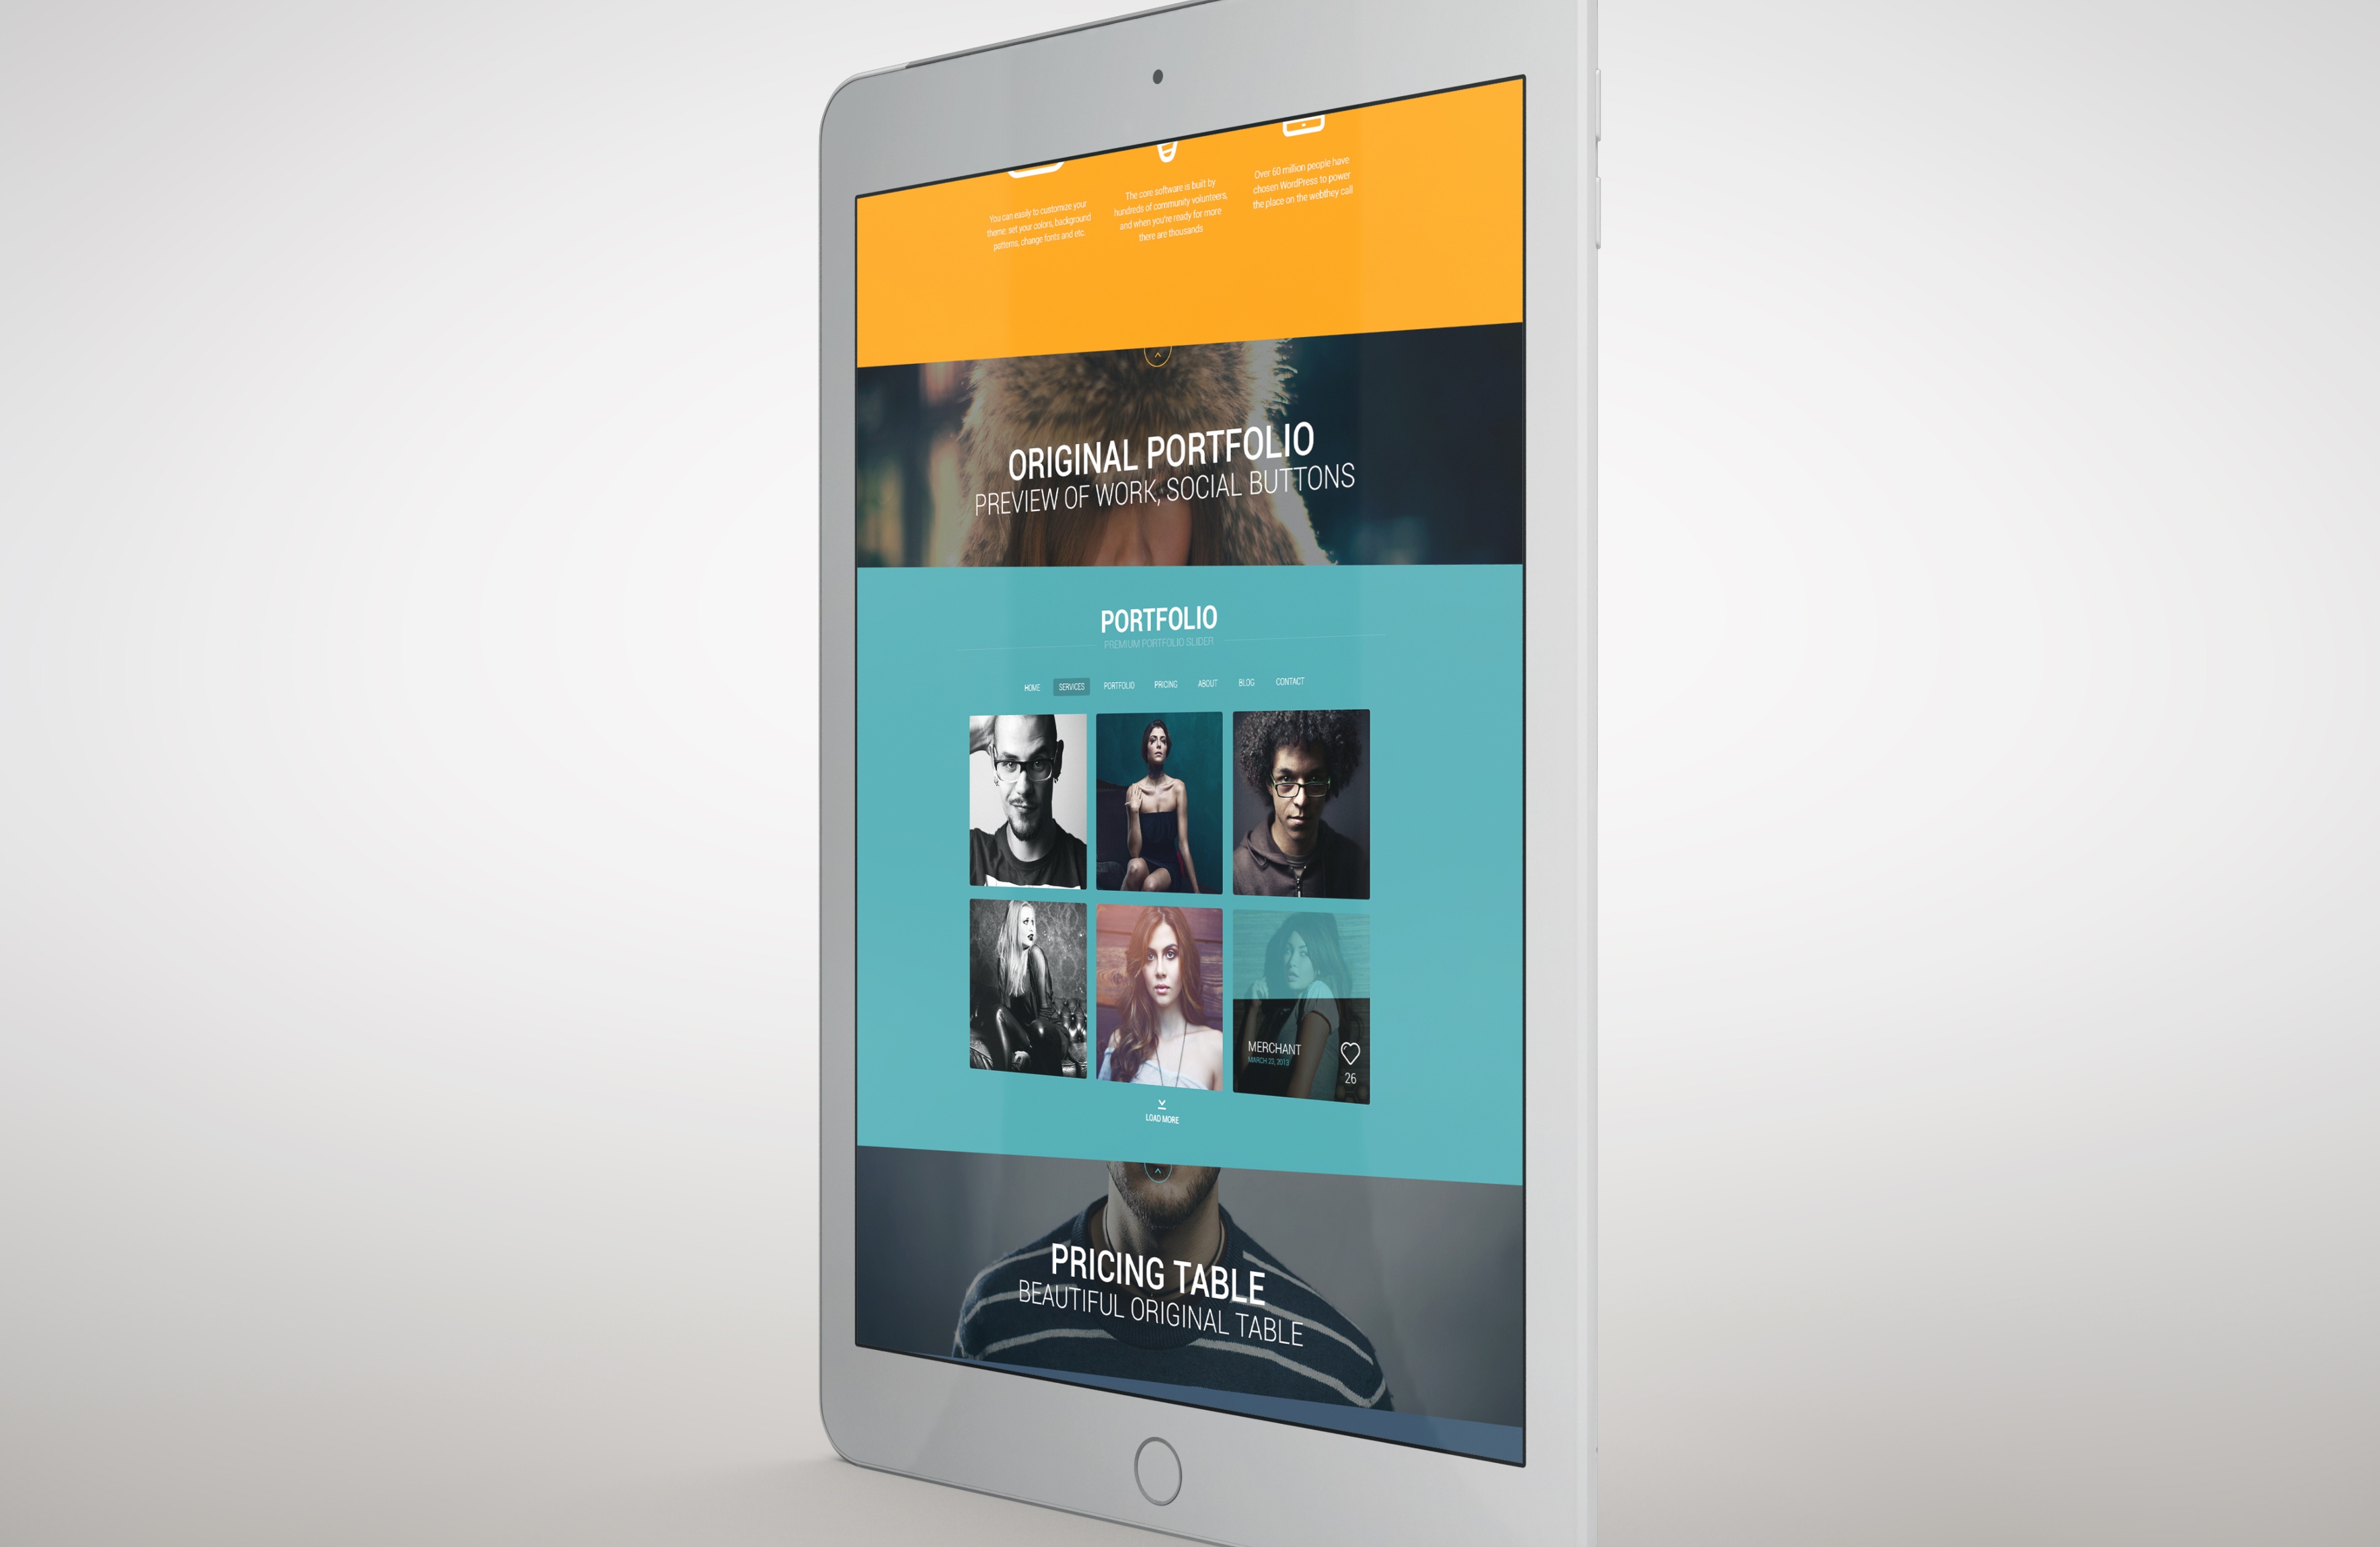 You can easily to customize your
theme: set your colors, background
patterns, change fonts and etc.
The core software is built by
hundreds of community volunteers,
and when you're ready for more
there are thousands
Over 60 million people have
chosen WordPress to power
the place on the webthey call
ORIGINAL PORTFOLIO
PREVIEW OF WORK, SOCIAL BUTTONS
PORTFOLIO
PREMIUM PORTFOLIO SLIDER
HOME SERVICES PORTFOLIO PRICING ABOUT BLOG CONTACT
MERCHANT
MARCH 23, 2013
26
LOAD MORE
PRICING TABLE
BEAUTIFUL ORIGINAL TABLE